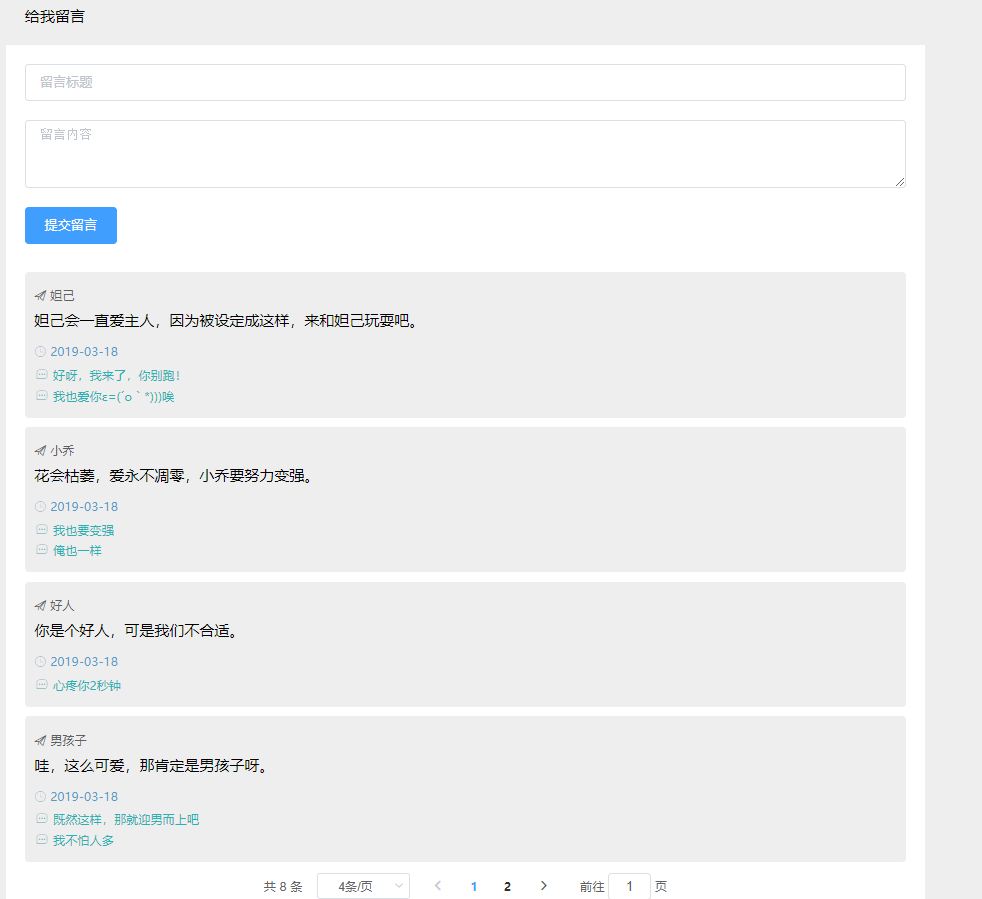 给我留言
留言标题
留言内容
提交留言
妲己
妲己会一直爱主人，因为被设定成这样，来和妲己玩耍吧。
2019-03-18
好呀，我来了，你别跑！
我也爱你ε=(´ο｀*)))唉
小乔
花会枯萎，爱永不凋零，小乔要努力变强。
2019-03-18
我也要变强
俺也一样
好人
你是个好人，可是我们不合适。
2019-03-18
心疼你2秒钟
男孩子
哇，这么可爱，那肯定是男孩子呀。
2019-03-18
既然这样，那就迎男而上吧
我不怕人多
共 8 条 4条/页 1 2 前往 1 页